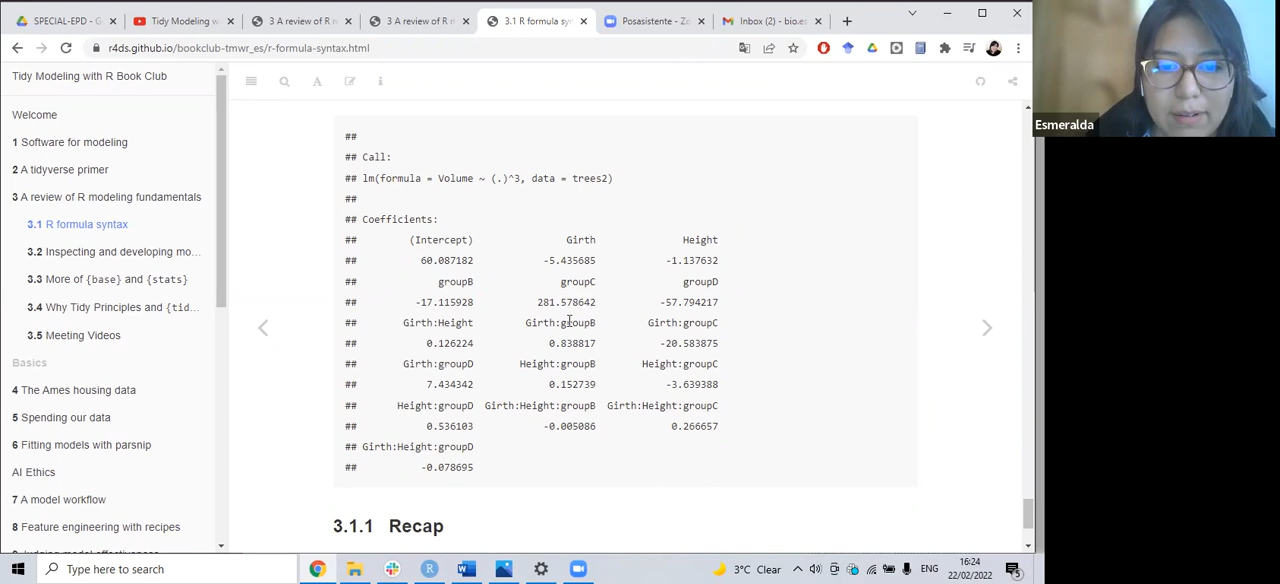 SPECIAL-EPD - G
Tidy Modeling w
3 A review of R n
3 A review of R m
3.1 R formula syn
Posasistente - Zo
Inbox (2) - bio.es
r4ds.github.io/bookclub-tmwr_es/r-formula-syntax.html
Tidy Modeling with R Book Club
Welcome
1 Software for modeling
2 A tidyverse primer
3 A review of R modeling fundamentals
3.1 R formula syntax
3.2 Inspecting and developing mo...
3.3 More of {base} and {stats}
3.4 Why Tidy Principles and {tid...
3.5 Meeting Videos
Basics
4 The Ames housing data
5 Spending our data
6 Fitting models with parsnip
AI Ethics
7 A model workflow
8 Feature engineering with recipes
##
## Call:
## lm(formula = Volume ~ (.)^3, data = trees2)
##
## Coefficients:
## (Intercept) Girth Height
## 60.087182 -5.435685 -1.137632
## groupB groupC groupD
## -17.115928 281.578642 -57.794217
## Girth:Height Girth:groupB Girth:groupC
## 0.126224 0.838817 -20.583875
## Girth:groupD Height:groupB Height:groupC
## 7.434342 0.152739 -3.639388
## Height:groupD Girth:Height:groupB Girth:Height:groupC
## 0.536103 -0.005086 0.266657
## Girth:Height:groupD
## -0.078695
3.1.1 Recap
Esmeralda
Type here to search
3°C Clear
ENG
16:24
22/02/2022
5